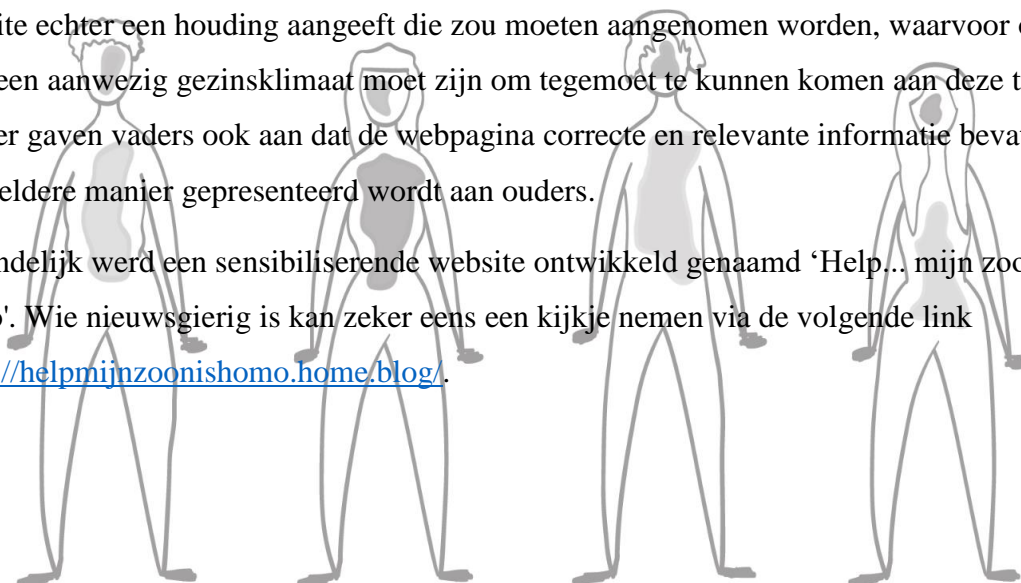 ite echter een houding aangeeft die zou moeten aangenomen worden, waarvoor
een aanwezig gezinsklimaat moet zijn om tegemoet te kunnen komen aan deze
er gaven vaders ook aan dat de webpagina correcte en relevante informatie
eldere manier gepresenteerd wordt aan ouders.
ndelijk werd een sensibiliserende website ontwikkeld genaamd ‘Help... mijn
'. Wie nieuwsgierig is kan zeker eens een kijkje nemen via de volgende link
//helpmijnzoonishomo.home.blog/.